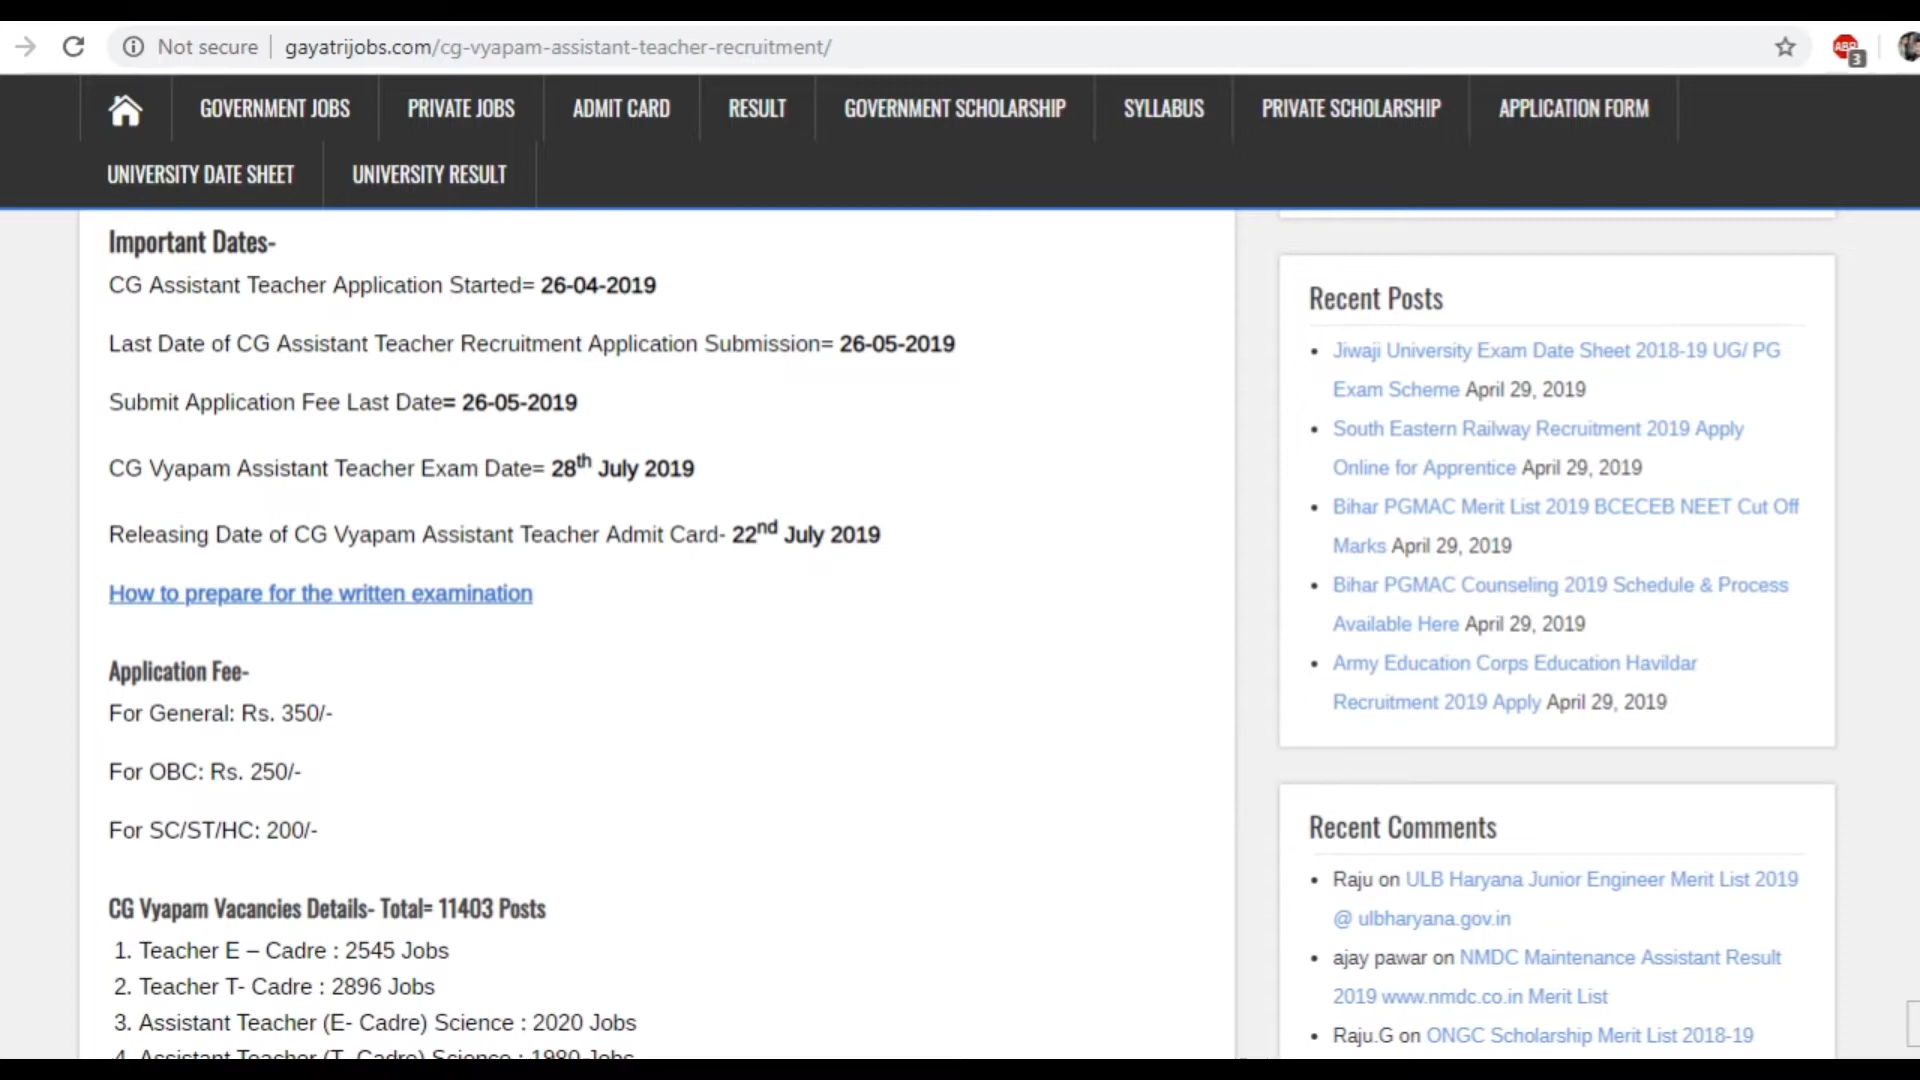 Not secure
gayatrijobs.com/cg-vyapam-assistant-teacher-recruitment/
ABP
3
GOVERNMENT JOBS
PRIVATE JOBS
ADMIT CARD
RESULT
GOVERNMENT SCHOLARSHIP
SYLLABUS
PRIVATE SCHOLARSHIP
APPLICATION FORM
UNIVERSITY DATE SHEET
UNIVERSITY RESULT
Important Dates-
CG Assistant Teacher Application Started= 26-04-2019
Last Date of CG Assistant Teacher Recruitment Application Submission= 26-05-2019
Submit Application Fee Last Date= 26-05-2019
CG Vyapam Assistant Teacher Exam Date= 28th July 2019
Releasing Date of CG Vyapam Assistant Teacher Admit Card- 22nd July 2019
How to prepare for the written examination
Application Fee-
For General: Rs. 350/-
For OBC: Rs. 250/-
For SC/ST/HC: 200/-
CG Vyapam Vacancies Details- Total= 11403 Posts
1. Teacher E – Cadre : 2545 Jobs
2. Teacher T- Cadre : 2896 Jobs
3. Assistant Teacher (E- Cadre) Science : 2020 Jobs
4. Assistant Teacher (T- Cadre) Science : 1980 Jobs
Recent Posts
• Jiwaji University Exam Date Sheet 2018-19 UG/ PG
Exam Scheme April 29, 2019
• South Eastern Railway Recruitment 2019 Apply
Online for Apprentice April 29, 2019
• Bihar PGMAC Merit List 2019 BCECEB NEET Cut Off
Marks April 29, 2019
• Bihar PGMAC Counseling 2019 Schedule & Process
Available Here April 29, 2019
• Army Education Corps Education Havildar
Recruitment 2019 Apply April 29, 2019
Recent Comments
• Raju on ULB Haryana Junior Engineer Merit List 2019
@ ulbharyana.gov.in
• ajay pawar on NMDC Maintenance Assistant Result
2019 www.nmdc.co.in Merit List
• Raju.G on ONGC Scholarship Merit List 2018-19